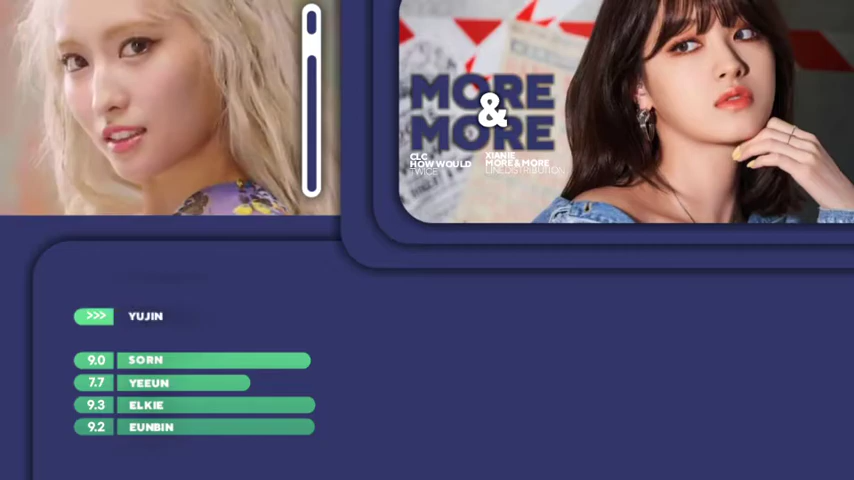 MORE
&
MORE
CLC
HOW WOULD
TWICE
XIANIE
MORE & MORE
LINE DISTRIBUTION
>>> YUJIN
9.0 SORN
7.7 YEEUN
9.3 ELKIE
9.2 EUNBIN